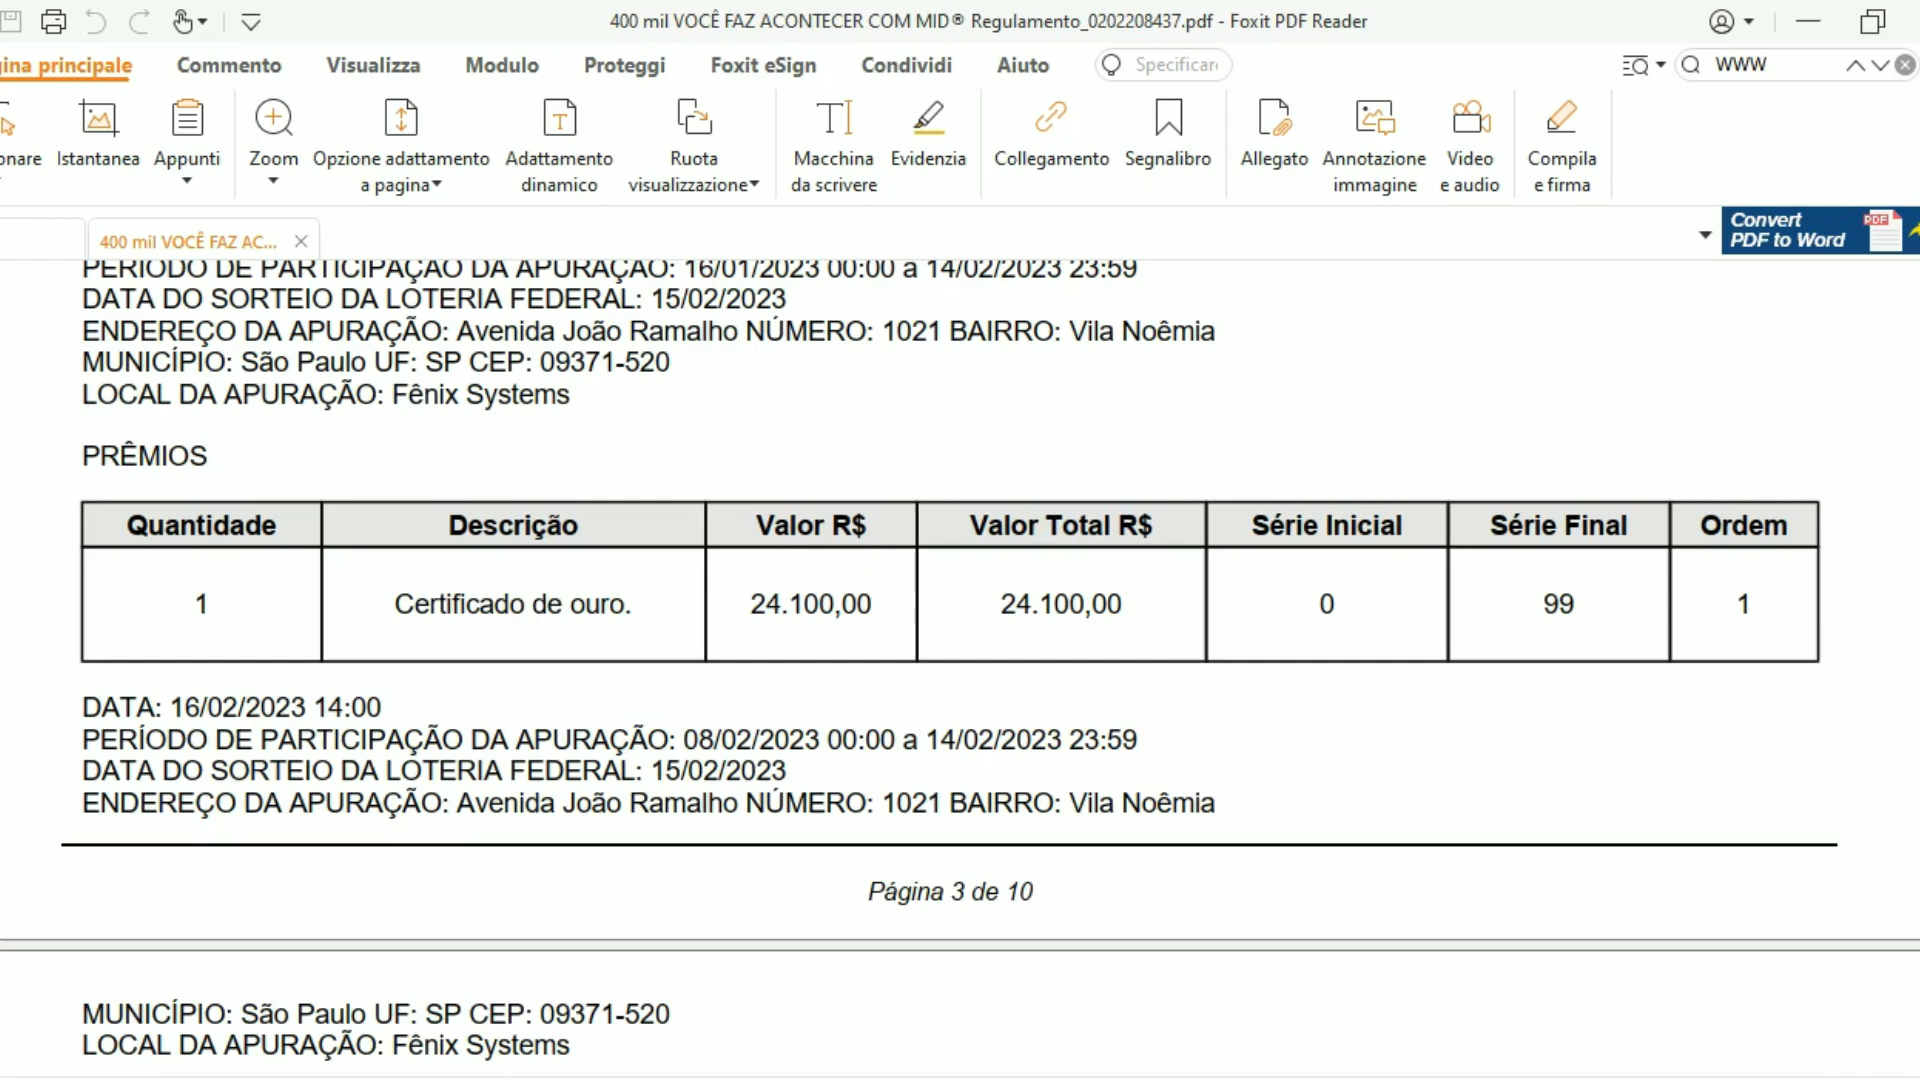 400 mil VOCÊ FAZ ACONTECER COM MID® Regulamento_0202208437.pdf - Foxit PDF Reader
ina principale Commento Visualizza Modulo Proteggi Foxit eSign Condividi Aiuto Specificare WWW
onare Istantanea Appunti Zoom Opzione adattamento a pagina Adattamento dinamico Ruota visualizzazione Macchina da scrivere Evidenzia Collegamento Segnalibro Allegato Annotazione immagine Video e audio Compila e firma
400 mil VOCÊ FAZ AC...
Convert
PDF to Word
PDF
PERÍODO DE PARTICIPAÇÃO DA APURAÇÃO: 16/01/2023 00:00 a 14/02/2023 23:59
DATA DO SORTEIO DA LOTERIA FEDERAL: 15/02/2023
ENDEREÇO DA APURAÇÃO: Avenida João Ramalho NÚMERO: 1021 BAIRRO: Vila Noêmia
MUNICÍPIO: São Paulo UF: SP CEP: 09371-520
LOCAL DA APURAÇÃO: Fênix Systems
PRÊMIOS
Quantidade Descrição Valor R$ Valor Total R$ Série Inicial Série Final Ordem
1 Certificado de ouro. 24.100,00 24.100,00 0 99 1
DATA: 16/02/2023 14:00
PERÍODO DE PARTICIPAÇÃO DA APURAÇÃO: 08/02/2023 00:00 a 14/02/2023 23:59
DATA DO SORTEIO DA LOTERIA FEDERAL: 15/02/2023
ENDEREÇO DA APURAÇÃO: Avenida João Ramalho NÚMERO: 1021 BAIRRO: Vila Noêmia
Página 3 de 10
MUNICÍPIO: São Paulo UF: SP CEP: 09371-520
LOCAL DA APURAÇÃO: Fênix Systems